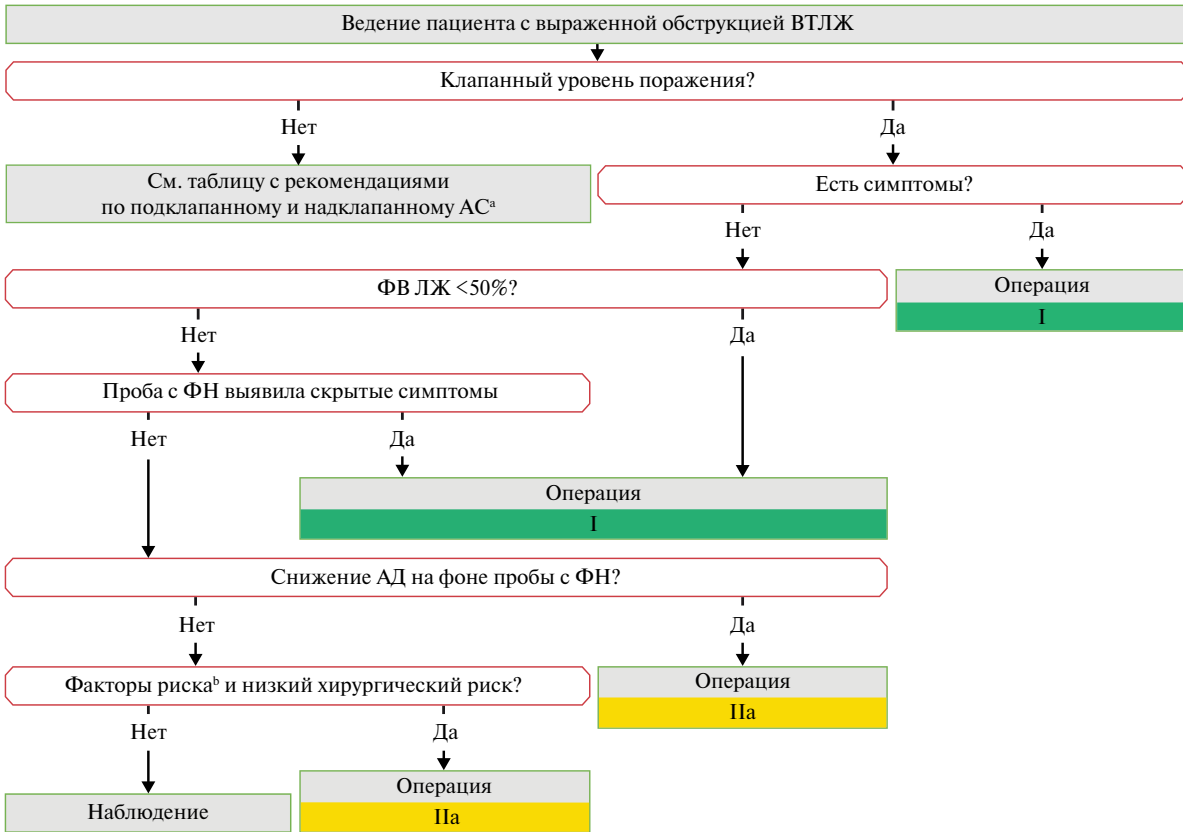 Ведение пациента с выраженной обструкцией ВТЛЖ
Клапанный уровень поражения?
Нет
Да
См. таблицу с рекомендациями
по подклапанному и надклапанному АСᵃ
Есть симптомы?
Нет
Да
ФВ ЛЖ <50%?
Операция
I
Нет
Да
Проба с ФН выявила скрытые симптомы
Нет
Да
Операция
I
Снижение АД на фоне пробы с ФН?
Нет
Да
Факторы рискаᵇ и низкий хирургический риск?
Операция
IIa
Нет
Да
Наблюдение
Операция
IIa